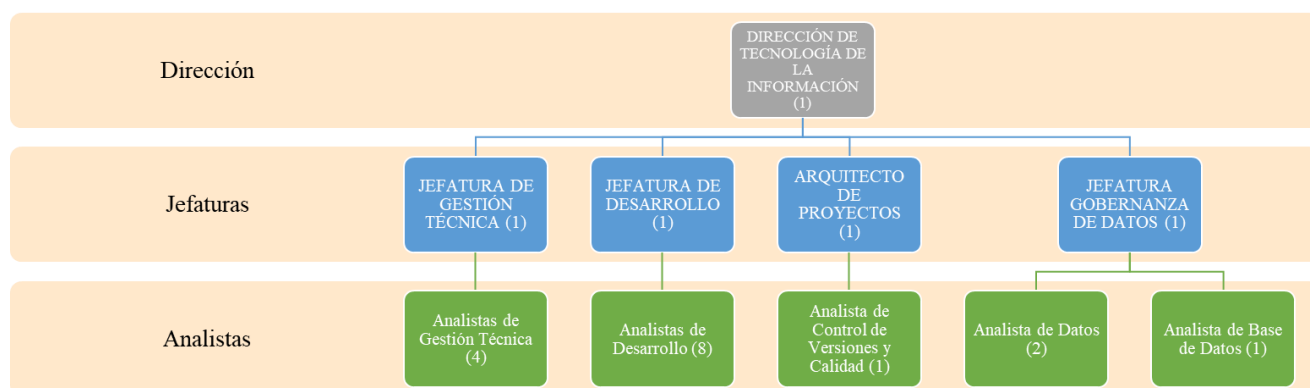 Dirección
DIRECCIÓN DE
TECNOLOGÍA DE
LA
INFORMACIÓN
(1)
Jefaturas
JEFATURA DE
GESTIÓN
TÉCNICA (1)
JEFATURA DE
DESARROLLO
(1)
ARQUITECTO
DE
PROYECTOS
(1)
JEFATURA
GOBERNANZA
DE DATOS (1)
Analistas
Analistas de
Gestión Técnica
(4)
Analistas de
Desarrollo (8)
Analista de
Control de
Versiones y
Calidad (1)
Analista de Datos
(2)
Analista de Base
de Datos (1)